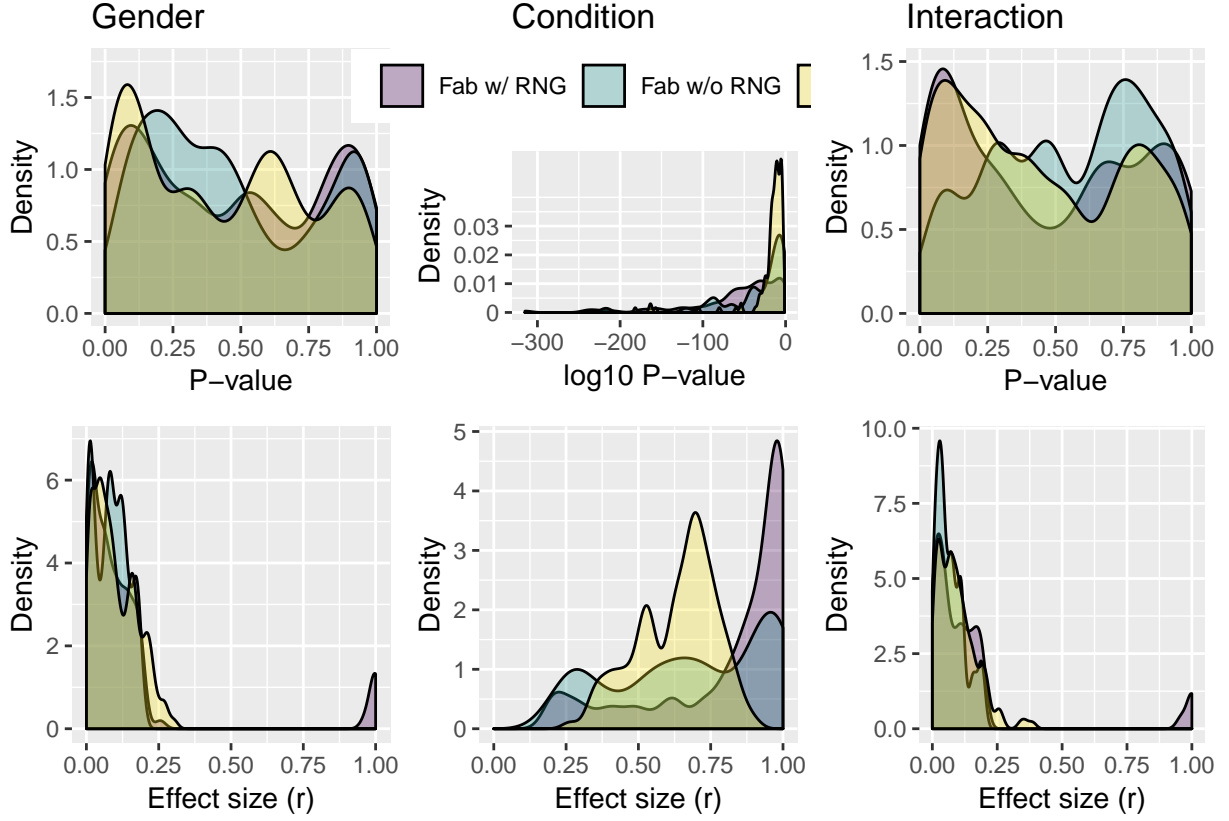 Gender
Condition
Interaction
Fab w/ RNG
Fab w/o RNG
Density
1.5
1.0
0.5
0.0
0.00 0.25 0.50 0.75 1.00
P−value
Density
0.03
0.02
0.01
0
−300 −200 −100 0
log10 P−value
Density
1.5
1.0
0.5
0.0
0.00 0.25 0.50 0.75 1.00
P−value
Density
6
4
2
0
0.00 0.25 0.50 0.75 1.00
Effect size (r)
Density
5
4
3
2
1
0
0.00 0.25 0.50 0.75 1.00
Effect size (r)
Density
10.0
7.5
5.0
2.5
0.0
0.00 0.25 0.50 0.75 1.00
Effect size (r)